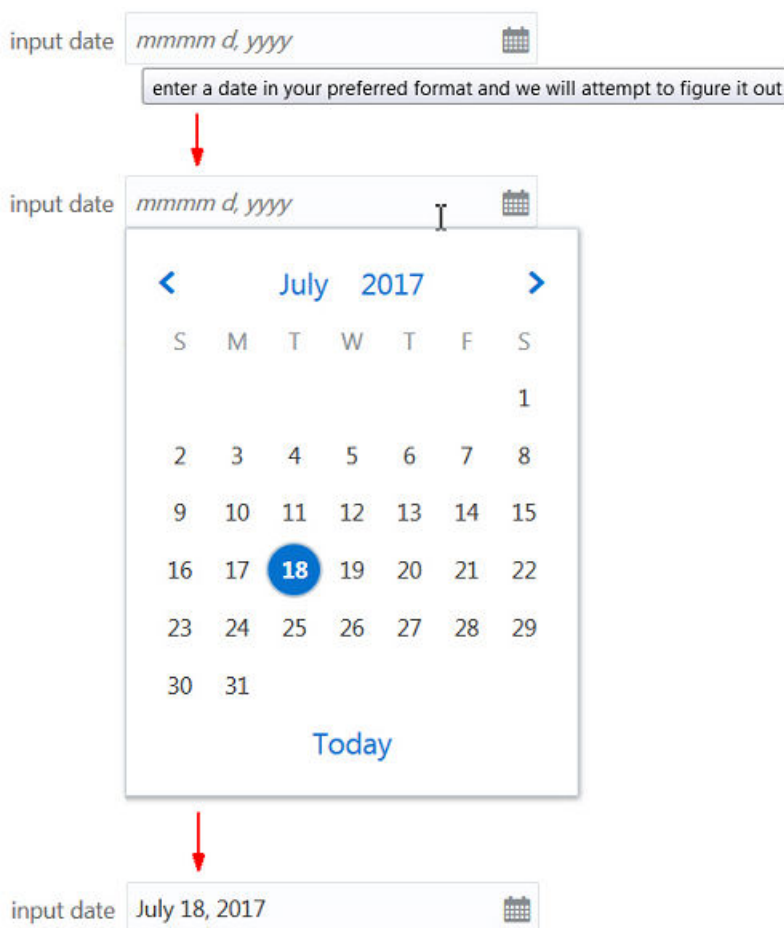 input date mmmm d, yyyy
enter a date in your preferred format and we will attempt to figure it out
input date mmmm d, yyyy
July 2017
S M T W T F S
1
2 3 4 5 6 7 8
9 10 11 12 13 14 15
16 17 18 19 20 21 22
23 24 25 26 27 28 29
30 31
Today
input date July 18, 2017